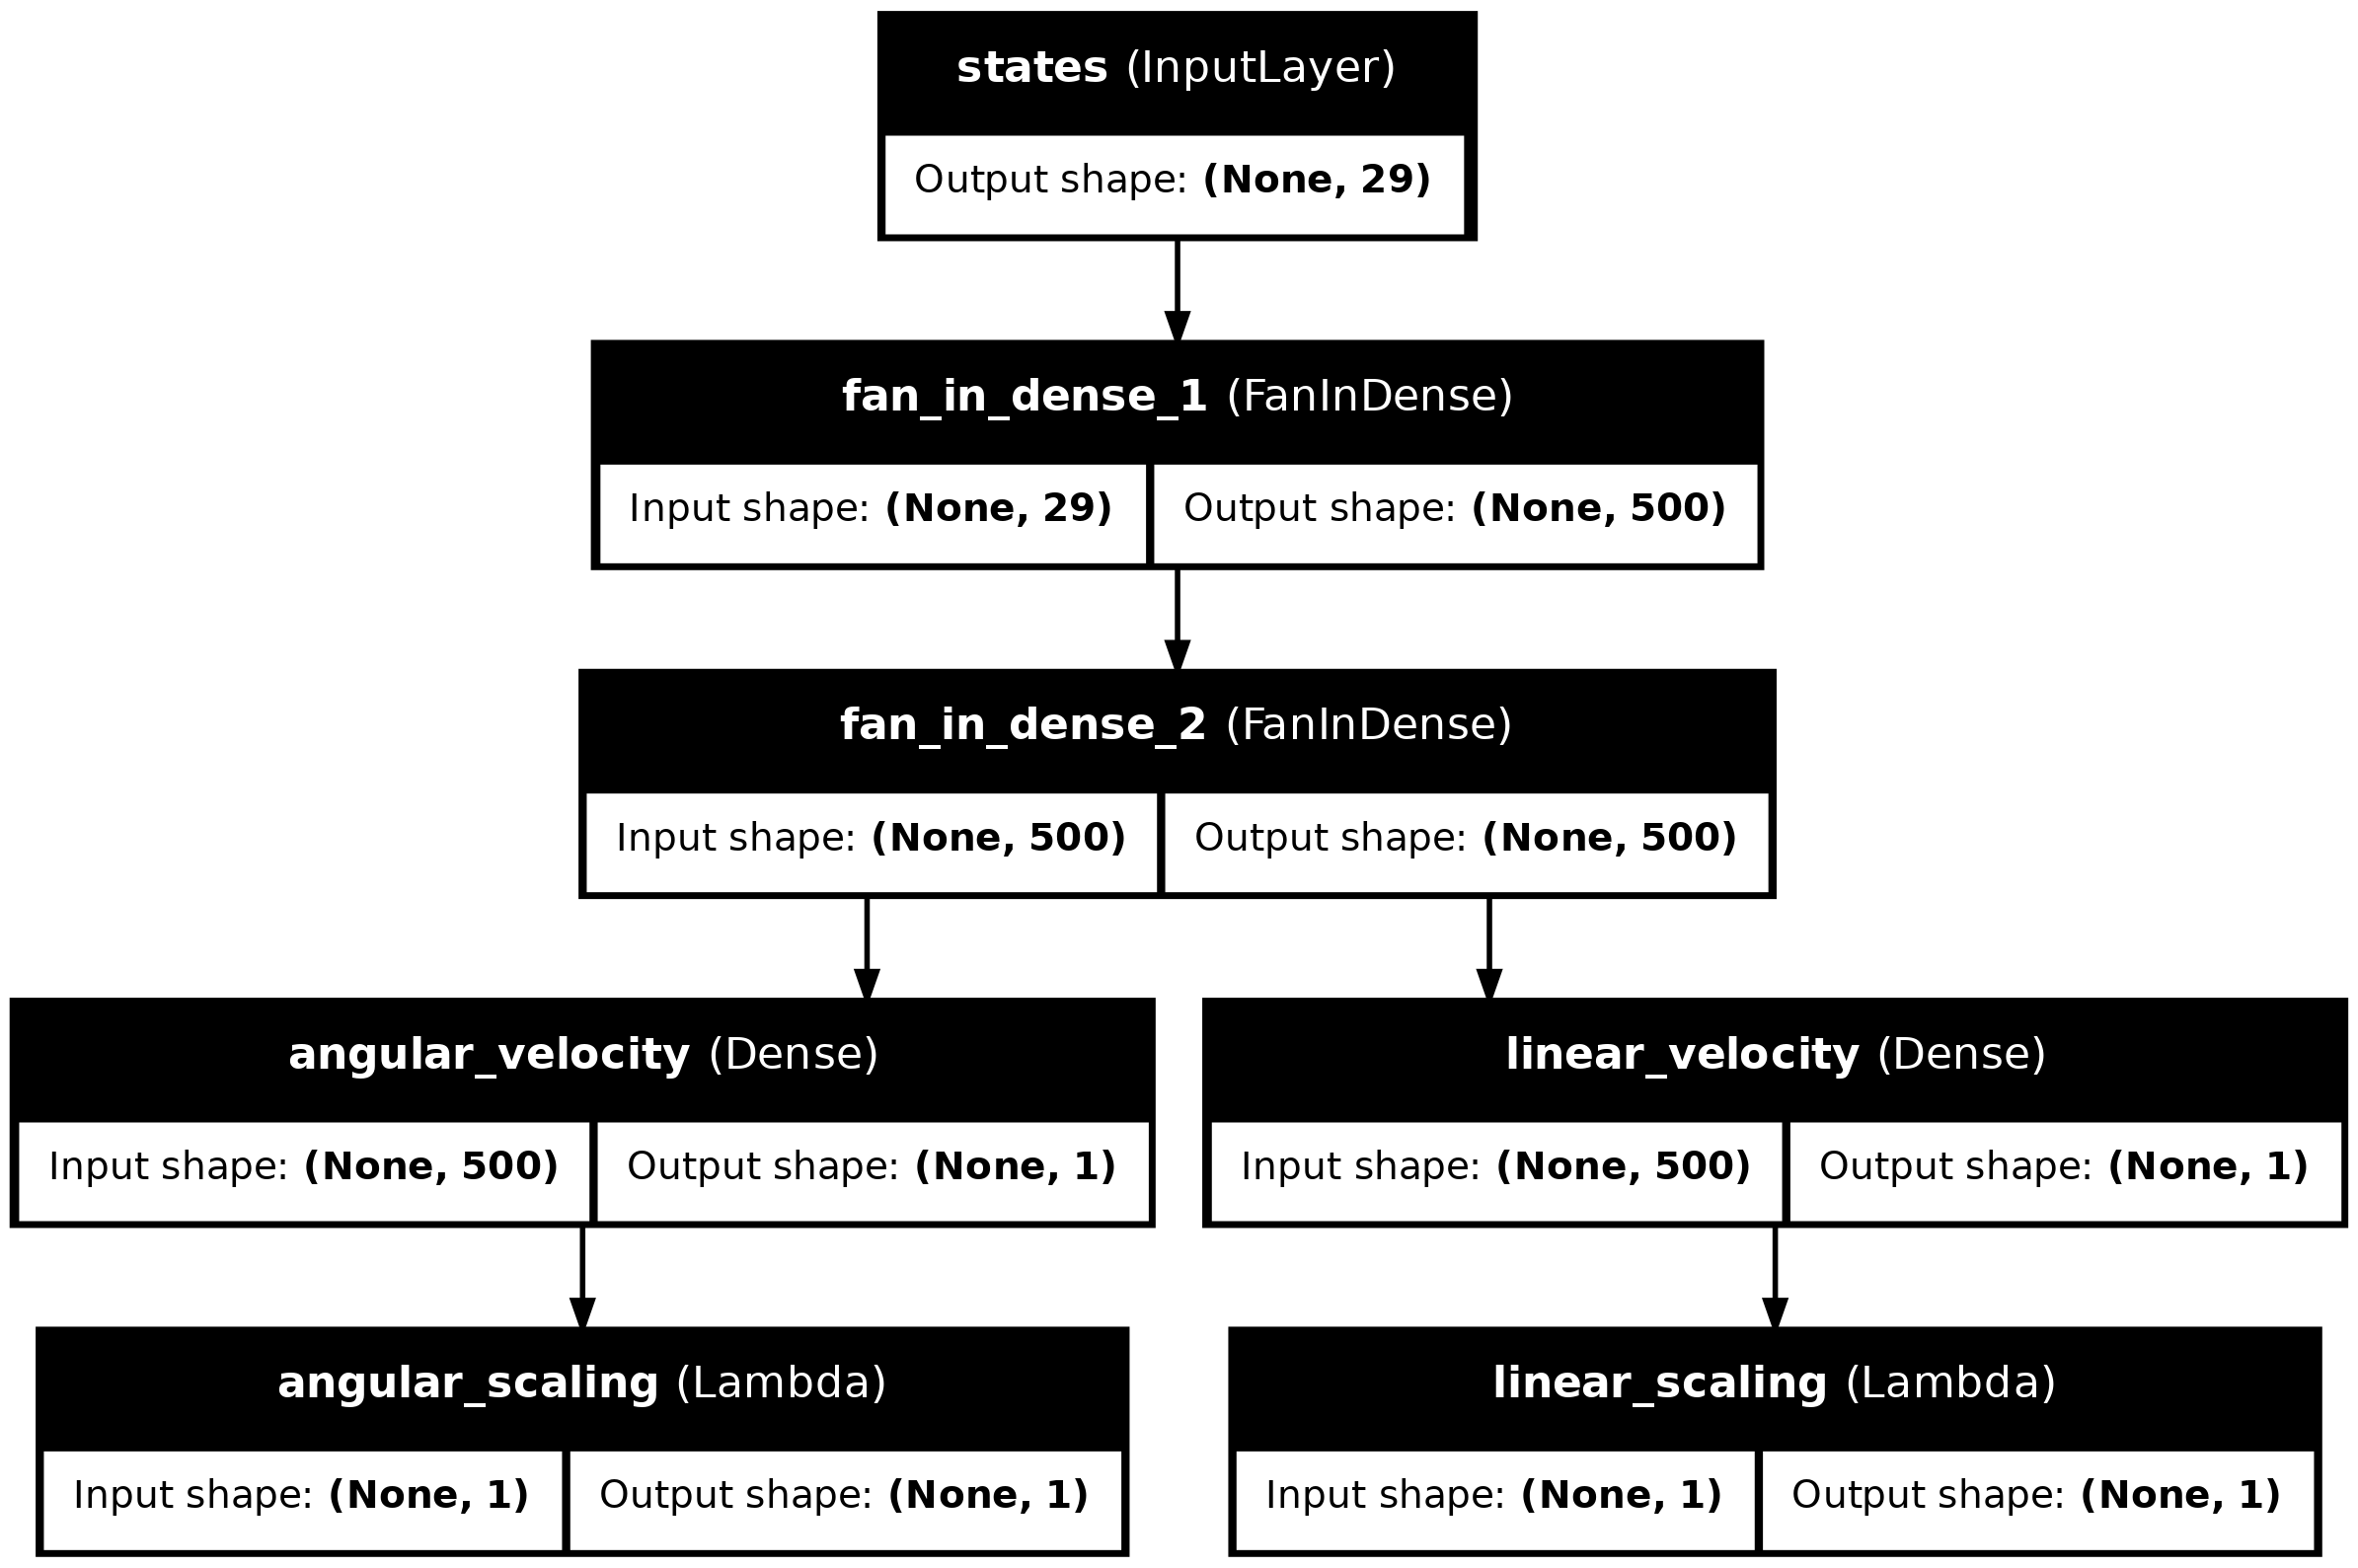 states (InputLayer)
Output shape: (None, 29)
fan_in_dense_1 (FanInDense)
Input shape: (None, 29) Output shape: (None, 500)
fan_in_dense_2 (FanInDense)
Input shape: (None, 500) Output shape: (None, 500)
angular_velocity (Dense)
Input shape: (None, 500) Output shape: (None, 1)
linear_velocity (Dense)
Input shape: (None, 500) Output shape: (None, 1)
angular_scaling (Lambda)
Input shape: (None, 1) Output shape: (None, 1)
linear_scaling (Lambda)
Input shape: (None, 1) Output shape: (None, 1)